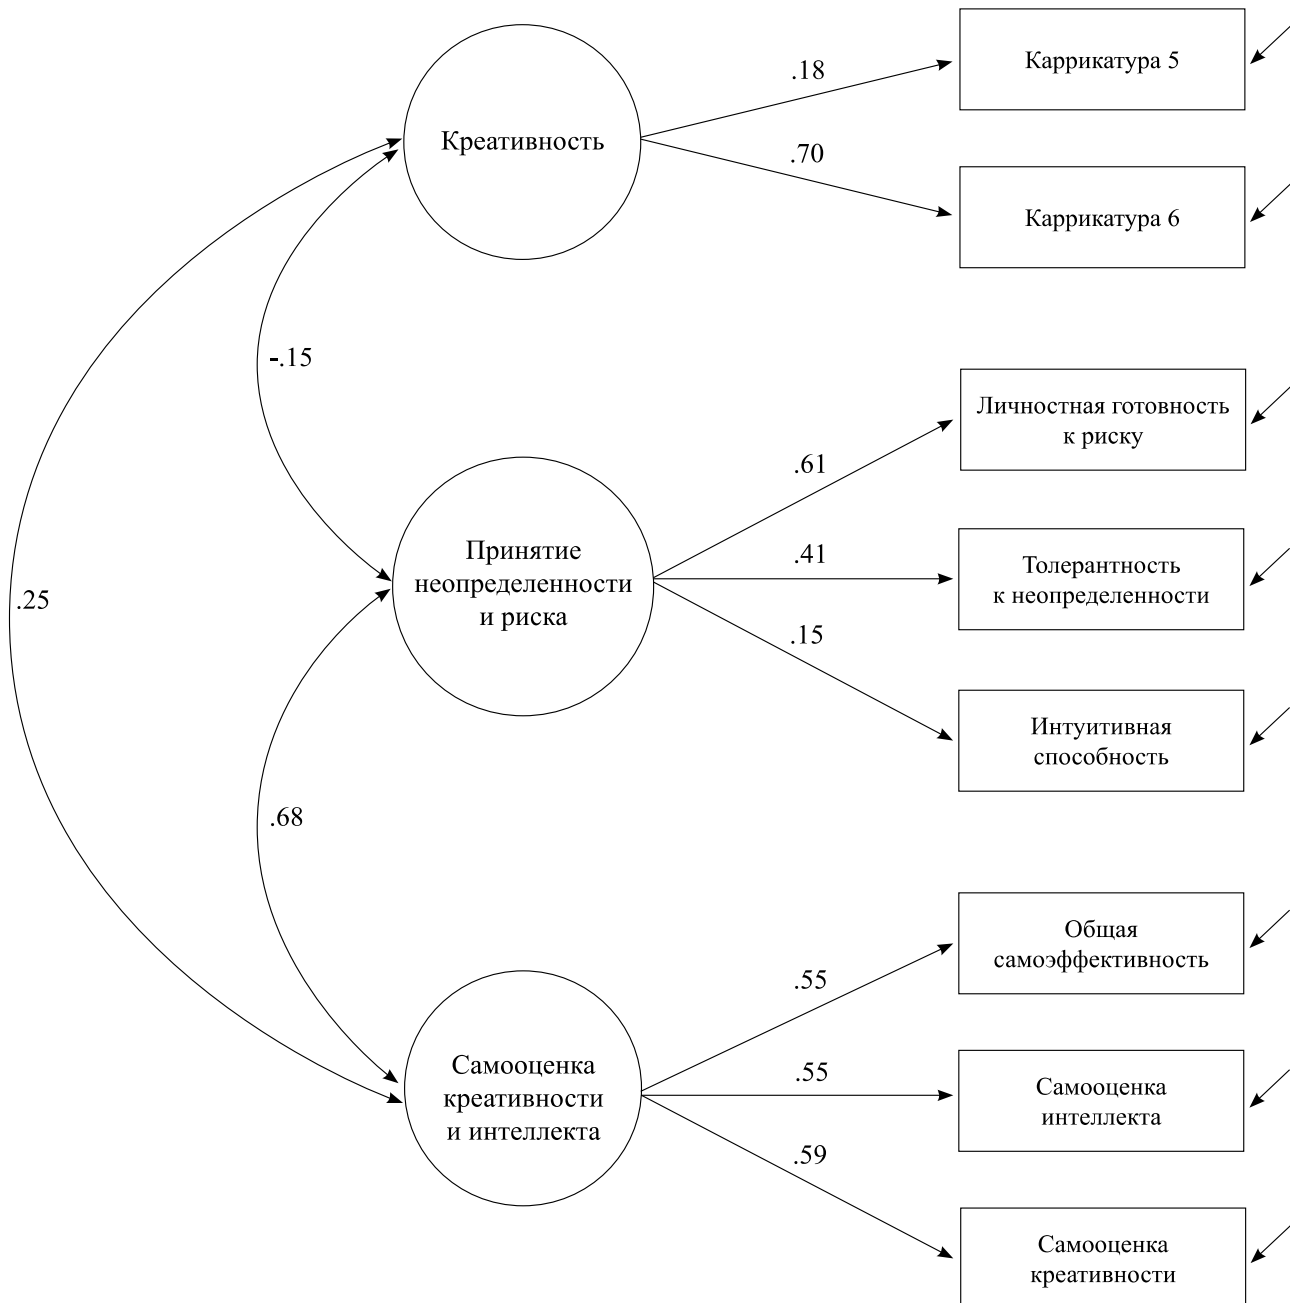 Каррикатура 5
.18
Креативность
.70
Каррикатура 6
-.15
Личностная готовность
к риску
.61
Принятие
неопределенности
и риска
.41
Толерантность
к неопределенности
.25
.15
Интуитивная
способность
.68
Общая
самоэффективность
.55
Самооценка
креативности
и интеллекта
.55
Самооценка
интеллекта
.59
Самооценка
креативности